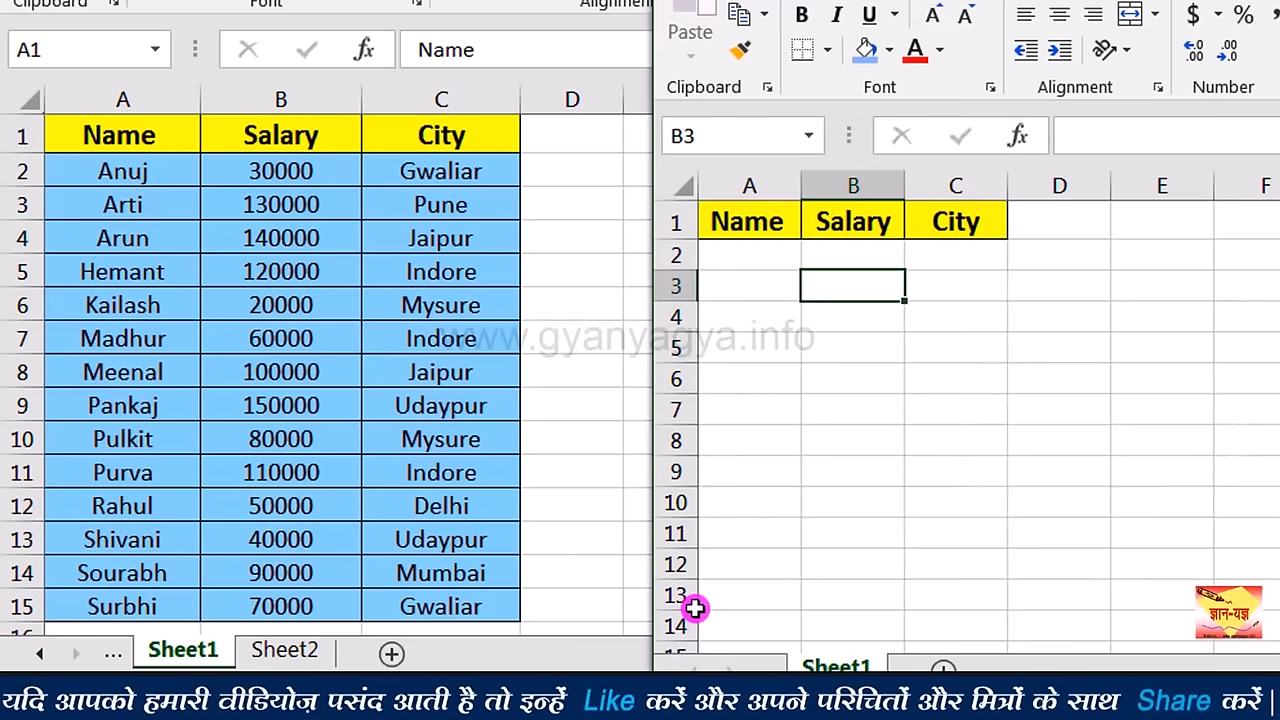 Clipboard Font Alignment
A1 Name
A B C D
1 Name Salary City
2 Anuj 30000 Gwaliar
3 Arti 130000 Pune
4 Arun 140000 Jaipur
5 Hemant 120000 Indore
6 Kailash 20000 Mysure
7 Madhur 60000 Indore
8 Meenal 100000 Jaipur
9 Pankaj 150000 Udaypur
10 Pulkit 80000 Mysure
11 Purva 110000 Indore
12 Rahul 50000 Delhi
13 Shivani 40000 Udaypur
14 Sourabh 90000 Mumbai
15 Surbhi 70000 Gwaliar
... Sheet1 Sheet2
Paste B I U A A $ %
A
Clipboard Font Alignment Number
B3 fx
A B C D E F
1 Name Salary City
2
3
4
5
6
7
8
9
10
11
12
13
14
Sheet1
www.gyanyagya.info
ज्ञान-यज्ञ
यदि आपको हमारी वीडियोज़ पसंद आती है तो इन्हें Like करें और अपने परिचितों और मित्रों के साथ Share करें |